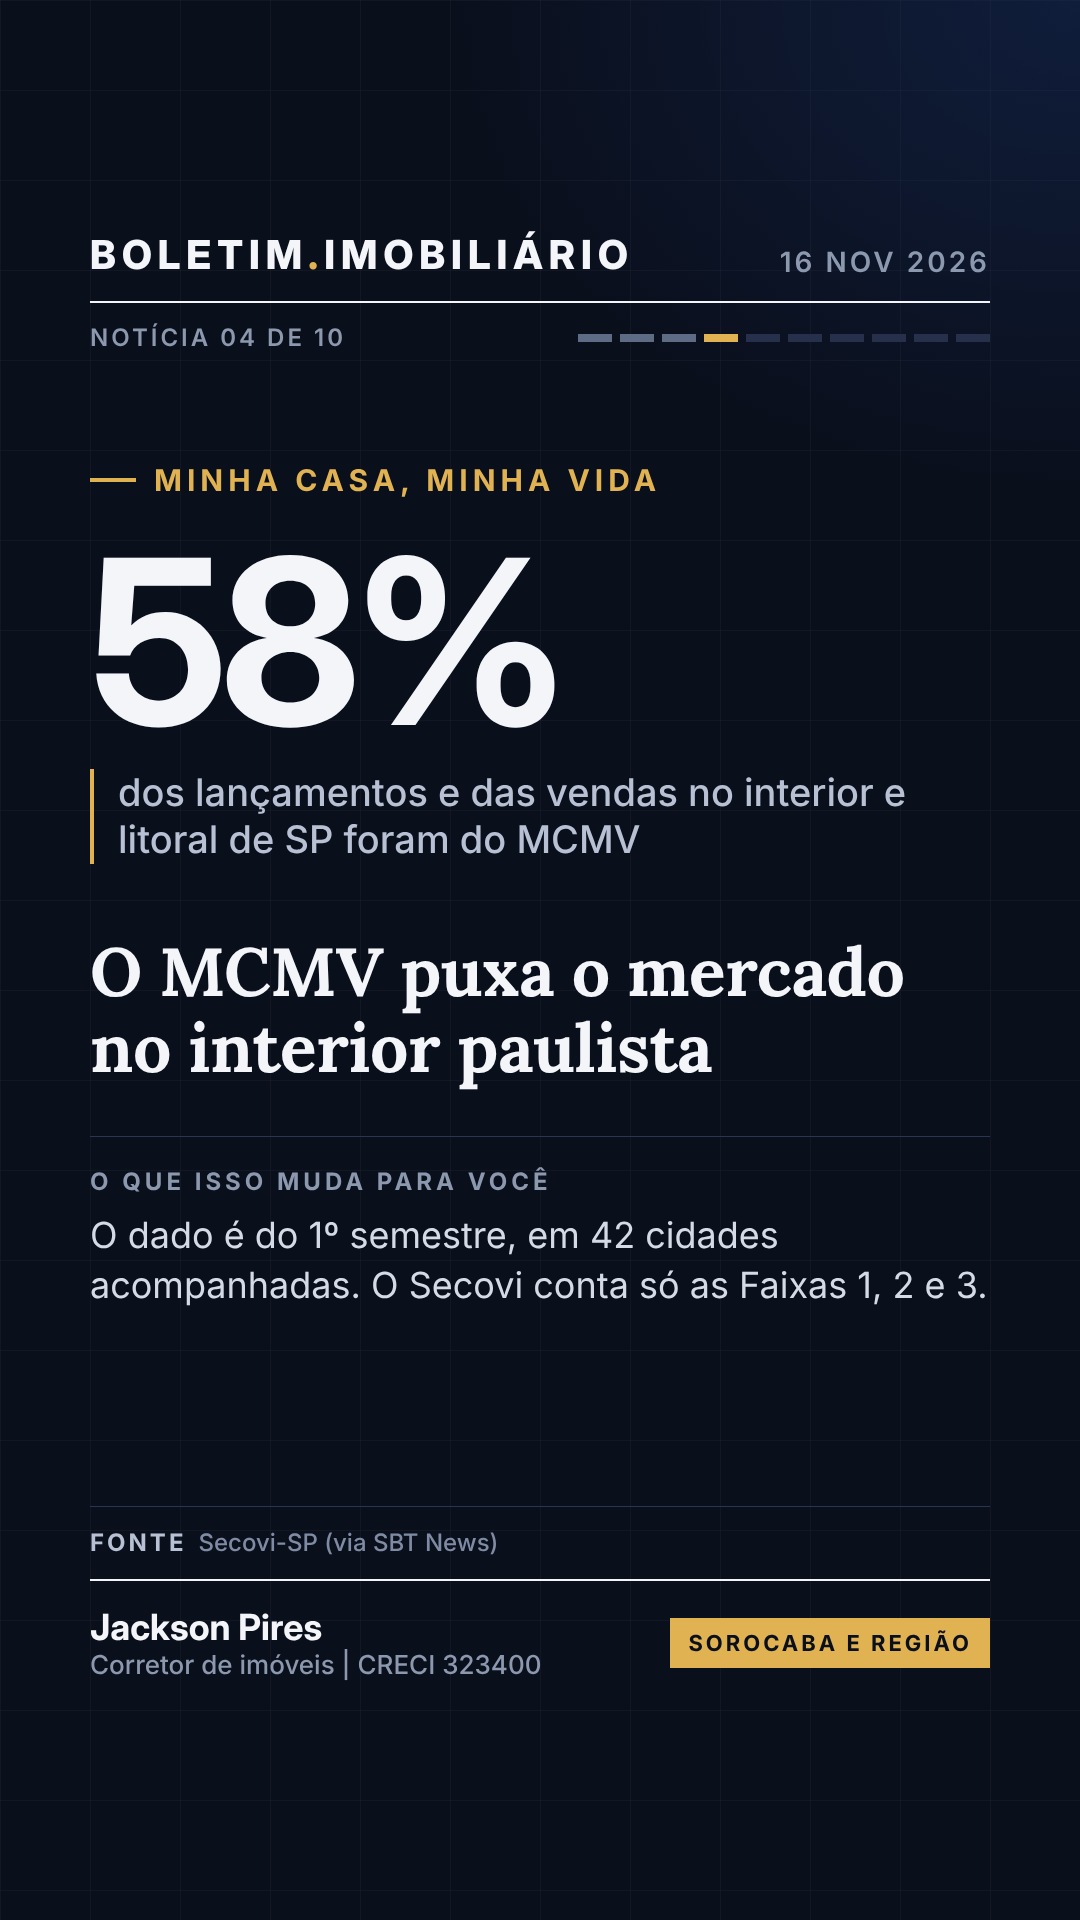 BOLETIM.IMOBILIÁRIO
16 NOV 2026
NOTÍCIA 04 DE 10
MINHA CASA, MINHA VIDA
58%
dos lançamentos e das vendas no interior e
litoral de SP foram do MCMV
O MCMV puxa o mercado
no interior paulista
O QUE ISSO MUDA PARA VOCÊ
O dado é do 1º semestre, em 42 cidades
acompanhadas. O Secovi conta só as Faixas 1, 2 e 3.
FONTE Secovi-SP (via SBT News)
Jackson Pires
Corretor de imóveis | CRECI 323400
SOROCABA E REGIÃO